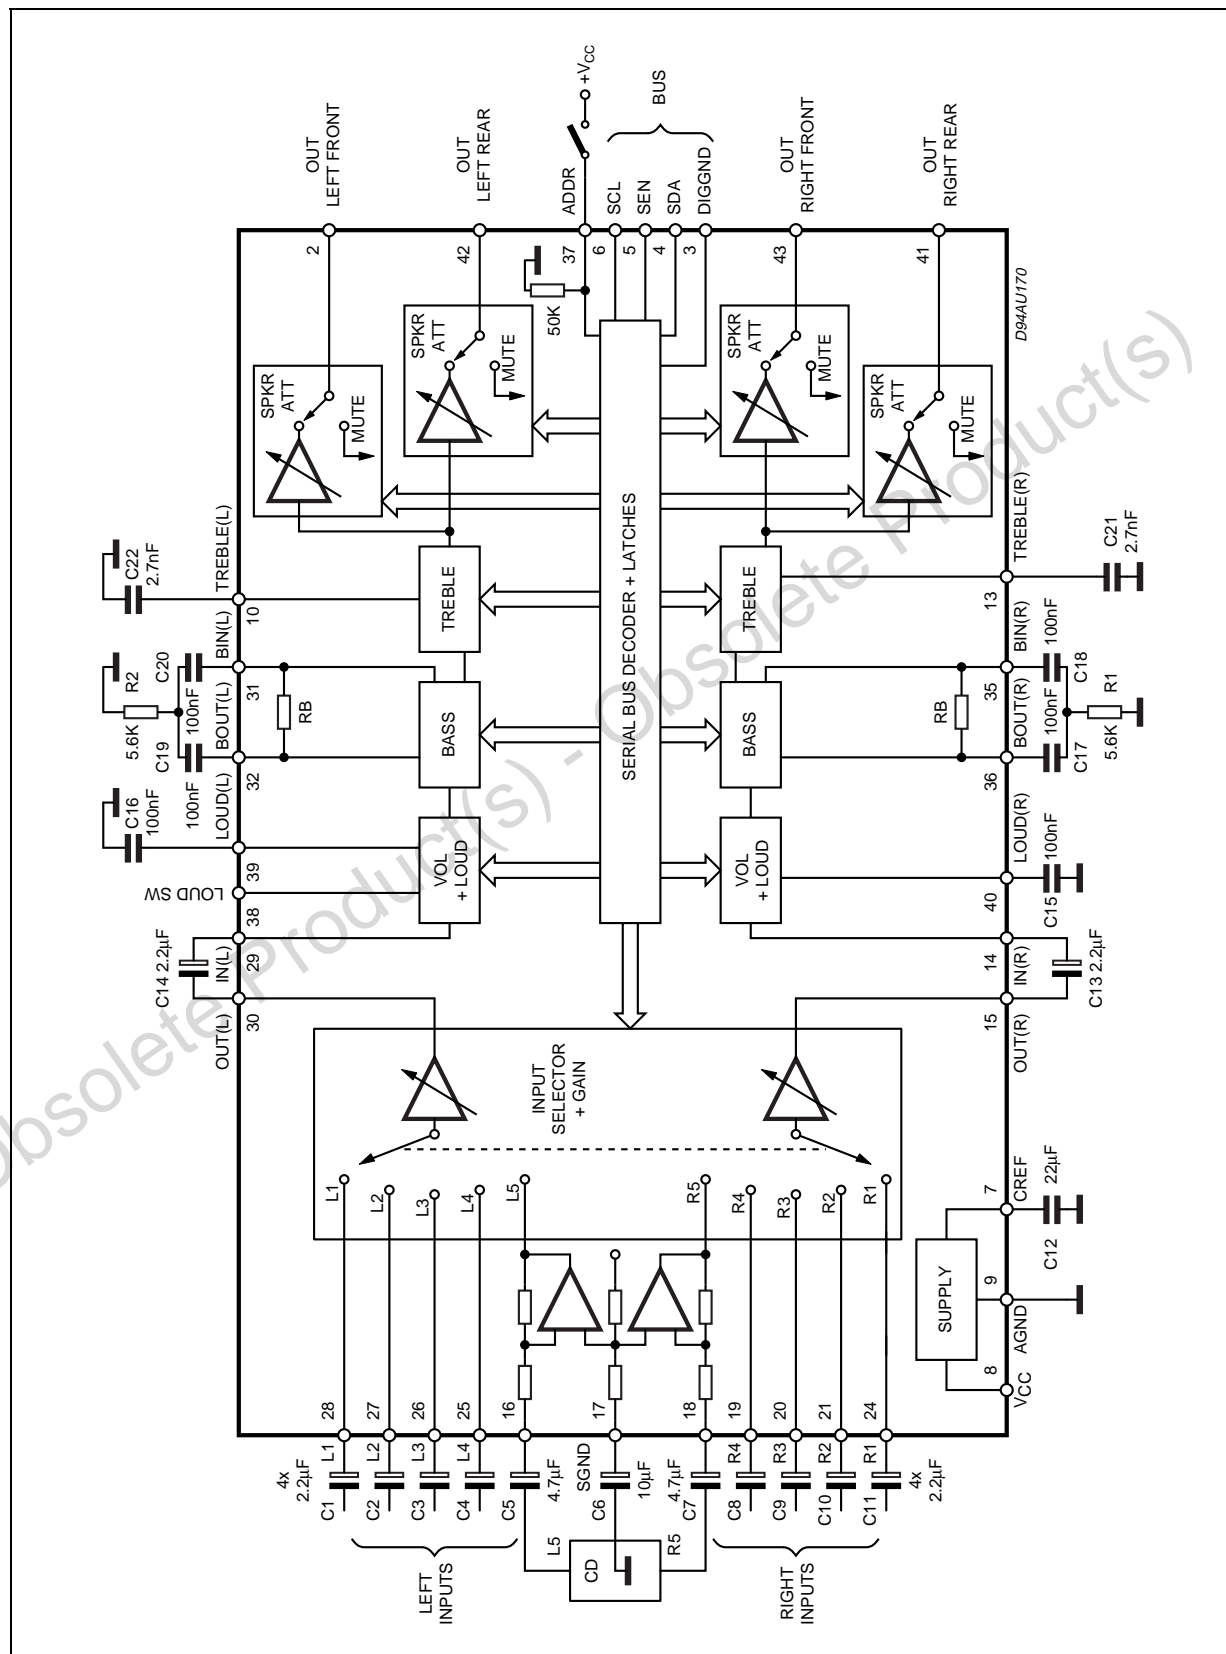 OUT
LEFT FRONT
OUT
LEFT REAR
+VCC
ADDR
BUS
SCL
SEN
SDA
DIGGND
OUT
RIGHT FRONT
OUT
RIGHT REAR
2
42
37
6
5
4
3
43
41
50K
SPKR
ATT
MUTE
SPKR
ATT
MUTE
SPKR
ATT
MUTE
SPKR
ATT
MUTE
D94AU170
TREBLE(L)
C22
2.7nF
10
TREBLE
SERIAL BUS DECODER + LATCHES
TREBLE
13
TREBLE(R)
C21
2.7nF
BIN(L)
C20
R2
31
100nF
5.6K
BOUT(L)
C19
100nF
32
RB
BASS
BASS
RB
35
BIN(R)
100nF
C18
R1
BOUT(R)
100nF
C17
5.6K
36
LOUD(L)
C16
100nF
39
LOUD SW
38
VOL
+ LOUD
VOL
+ LOUD
LOUD(R)
100nF
40
C15
C14 2.2µF
IN(L)
29
OUT(L)
30
14
IN(R)
C13 2.2µF
15
OUT(R)
INPUT
SELECTOR
+ GAIN
L1
L2
L3
L4
L5
R5
R4
R3
R2
R1
7
CREF
22µF
C12
SUPPLY
9
AGND
8
VCC
28
27
26
25
16
17
18
19
20
21
24
4x
2.2µF
L1
L2
L3
L4
4.7µF
SGND
10µF
4.7µF
R4
R3
R2
R1
4x
2.2µF
C1
C2
C3
C4
C5
C6
C7
C8
C9
C10
C11
L5
CD
R5
LEFT
INPUTS
RIGHT
INPUTS
Obsolete Product(s) - Obsolete Product(s)